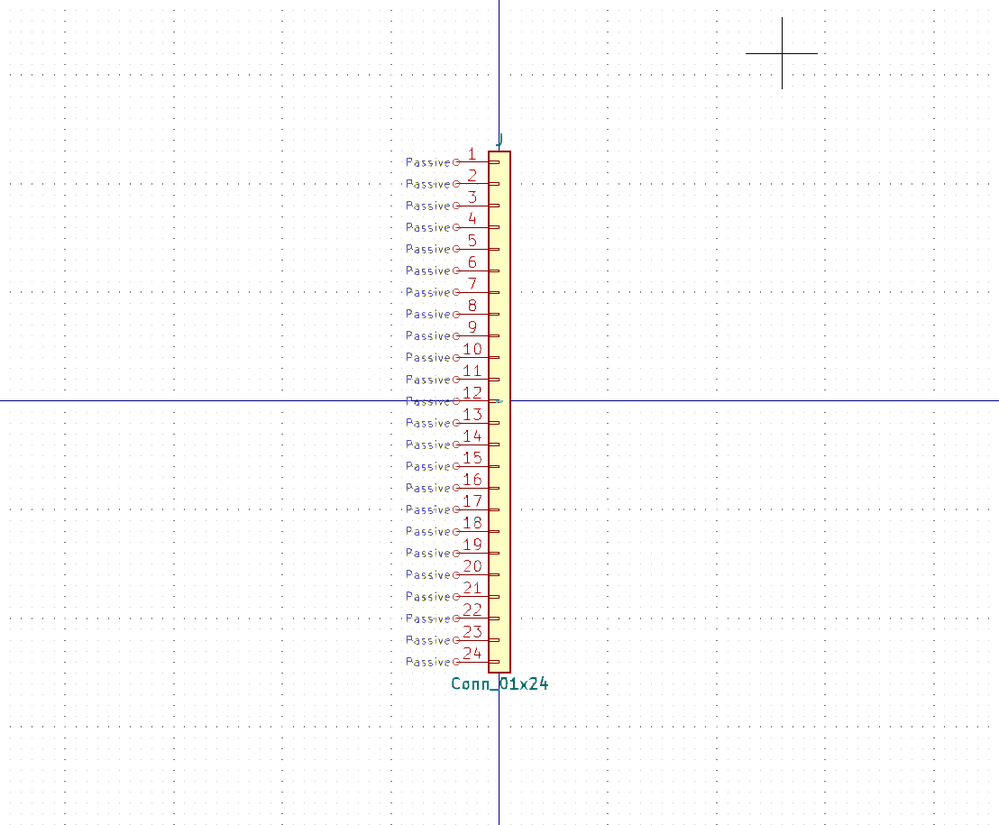 J
Passive 1
Passive 2
Passive 3
Passive 4
Passive 5
Passive 6
Passive 7
Passive 8
Passive 9
Passive 10
Passive 11
Passive 12
Passive 13
Passive 14
Passive 15
Passive 16
Passive 17
Passive 18
Passive 19
Passive 20
Passive 21
Passive 22
Passive 23
Passive 24
Conn_01x24